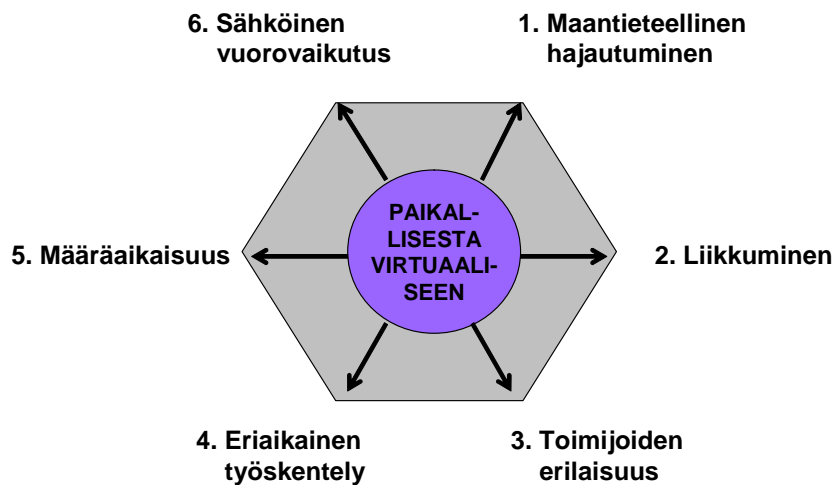 6. Sähköinen
vuorovaikutus
1. Maantieteellinen
hajautuminen
PAIKAL-
LISESTA
VIRTUAALI-
SEEN
5. Määräaikaisuus
2. Liikkuminen
4. Eriaikainen
työskentely
3. Toimijoiden
erilaisuus